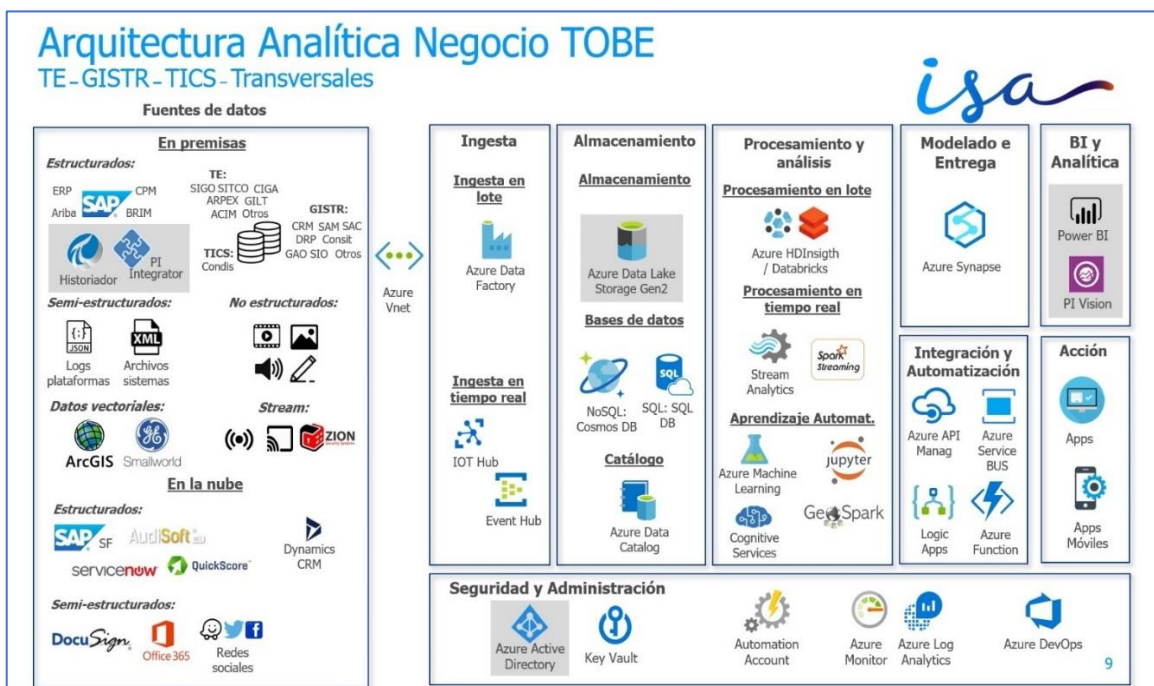 Arquitectura Analítica Negocio TOBE
TE-GISTR-TICS-Transversales
isa
Fuentes de datos
En premisas
Estructurados:
ERP
SAP
CPM
Ariba
BRIM
TE:
SIGO SITCO CIGA
ARPEX GILT
ACIM Otros
GISTR:
CRM SAM SAC
DRP Consit
GAO SIO Otros
TICS:
Condis
Historiador
PI
Integrator
Semi-estructurados:
{:}
JSON
Logs
plataformas
XML
Archivos
sistemas
No estructurados:
Datos vectoriales:
ArcGIS
Smallworld
Stream:
ZION
En la nube
Estructurados:
SAP SF
AudiSoft
Dynamics
CRM
servicenow
QuickScore
Semi-estructurados:
DocuSign
Office 365
Redes
sociales
Azure
Vnet
Ingesta
Ingesta en
lote
Azure Data
Factory
Ingesta en
tiempo real
IOT Hub
Event Hub
Almacenamiento
Almacenamiento
Azure Data Lake
Storage Gen2
Bases de datos
NoSQL:
Cosmos DB
SQL
SQL: SQL
DB
Catálogo
Azure Data
Catalog
Procesamiento y
análisis
Procesamiento en lote
Azure HDInsigth
/ Databricks
Procesamiento en
tiempo real
Stream
Analytics
Spark
Streaming
Aprendizaje Automat.
Azure Machine
Learning
jupyter
Cognitive
Services
GeoSpark
Modelado e
Entrega
Azure Synapse
Integración y
Automatización
Azure API
Manag
Azure
Service
BUS
Logic
Apps
Azure
Function
BI y
Analítica
Power BI
PI Vision
Acción
Apps
Apps
Móviles
Seguridad y Administración
Azure Active
Directory
Key Vault
Automation
Account
Azure
Monitor
Azure Log
Analytics
Azure DevOps
9